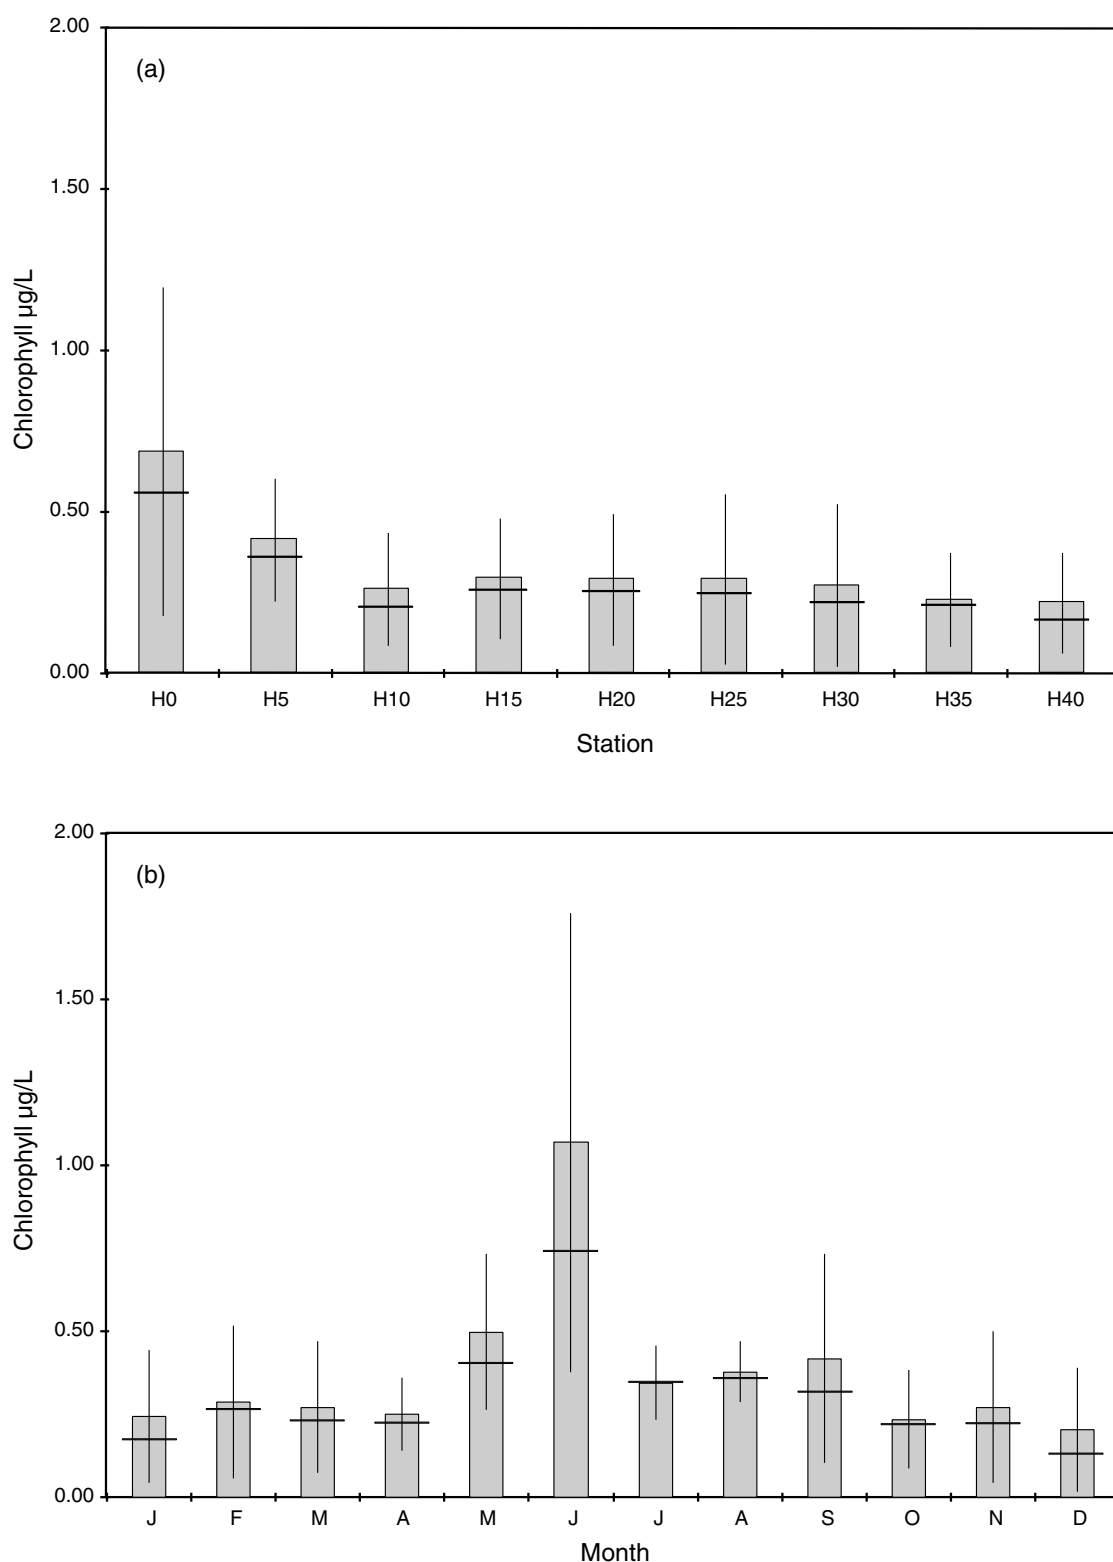 2.00
(a)
1.50
1.00
0.50
0.00
Chlorophyll µg/L
H0 H5 H10 H15 H20 H25 H30 H35 H40
Station
2.00
(b)
1.50
1.00
0.50
0.00
Chlorophyll µg/L
J F M A M J J A S O N D
Month